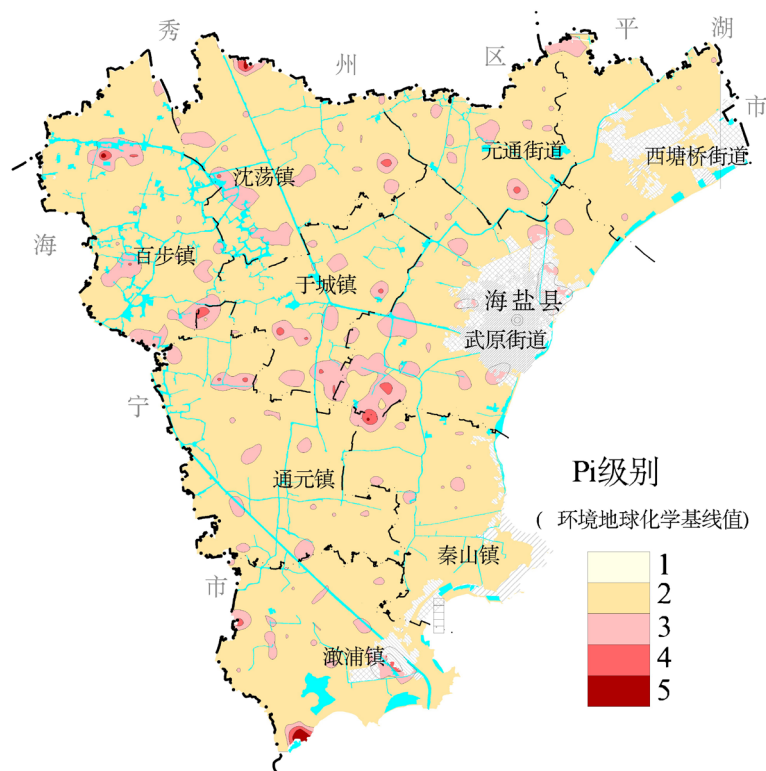 秀 州 区 平 湖 市
元通街道
西塘桥街道
沈荡镇
海
百步镇
于城镇
海盐县
武原街道
宁
通元镇
Pi级别
( 环境地球化学基线值)
秦山镇
市
1
2
3
4
5
澉浦镇